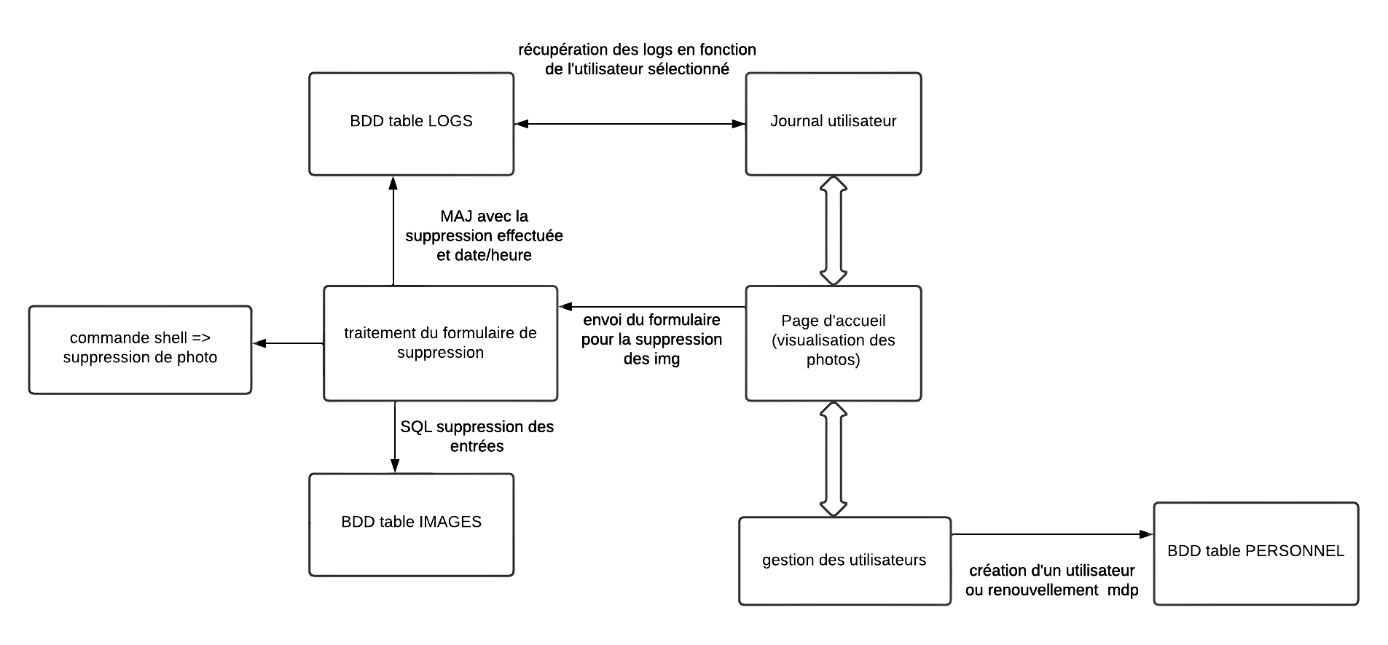 récupération des logs en fonction
de l'utilisateur sélectionné
BDD table LOGS
Journal utilisateur
MAJ avec la
suppression effectuée
et date/heure
commande shell =>
suppression de photo
traitement du formulaire de
suppression
envoi du formulaire
pour la suppression
des img
Page d'accueil
(visualisation des
photos)
SQL suppression des
entrées
BDD table IMAGES
gestion des utilisateurs
création d'un utilisateur
ou renouvellement  mdp
BDD table PERSONNEL